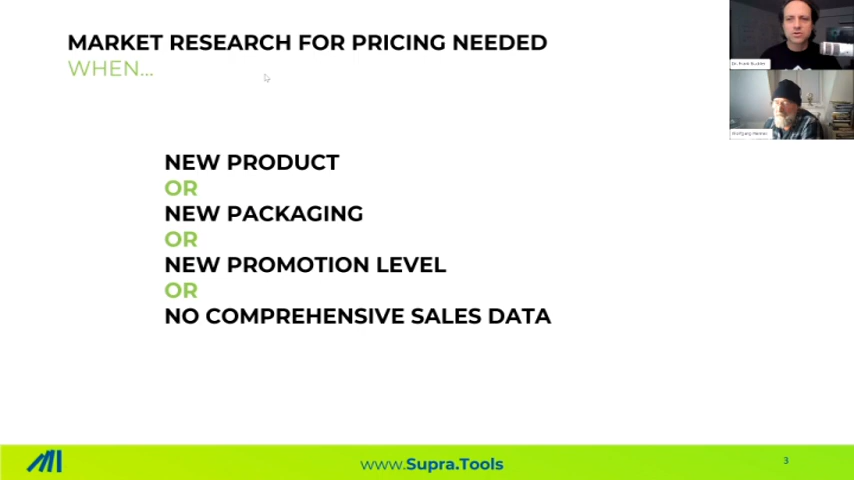 MARKET RESEARCH FOR PRICING NEEDED
WHEN...
NEW PRODUCT
OR
NEW PACKAGING
OR
NEW PROMOTION LEVEL
OR
NO COMPREHENSIVE SALES DATA
www.Supra.Tools
3